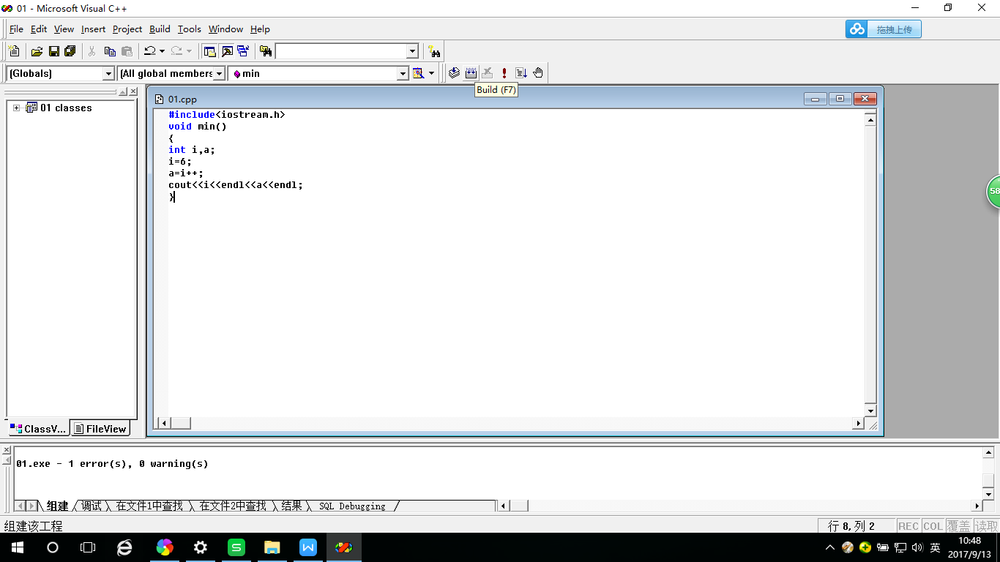 01 - Microsoft Visual C++
File Edit View Insert Project Build Tools Window Help
拖拽上传
(Globals) (All global members min
Build (F7)
01 classes
01.cpp
#include<iostream.h>
void min()
{
int i,a;
i=6;
a=i++;
cout<<i<<endl<<a<<endl;
}
58
ClassV... FileView
01.exe - 1 error(s), 0 warning(s)
组建 调试 在文件1中查找 在文件2中查找 结果 SQL Debugging
组建该工程
行 8, 列 2 REC COL 覆盖 读取
英
10:48
2017/9/13